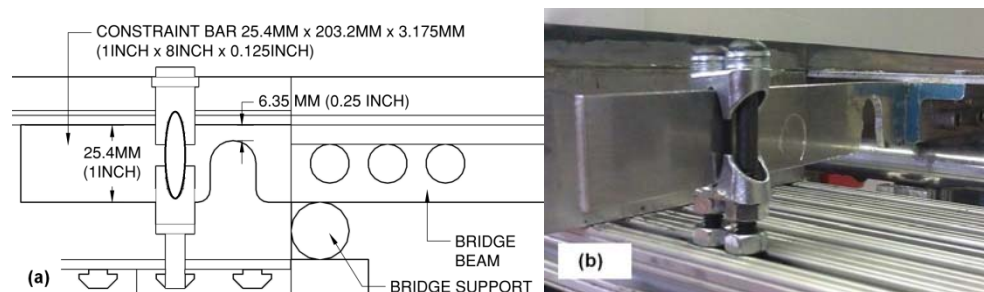 CONSTRAINT BAR 25.4MM x 203.2MM x 3.175MM
(1INCH x 8INCH x 0.125INCH)
6.35 MM (0.25 INCH)
25.4MM
(1INCH)
BRIDGE
BEAM
BRIDGE SUPPORT
(a)
(b)